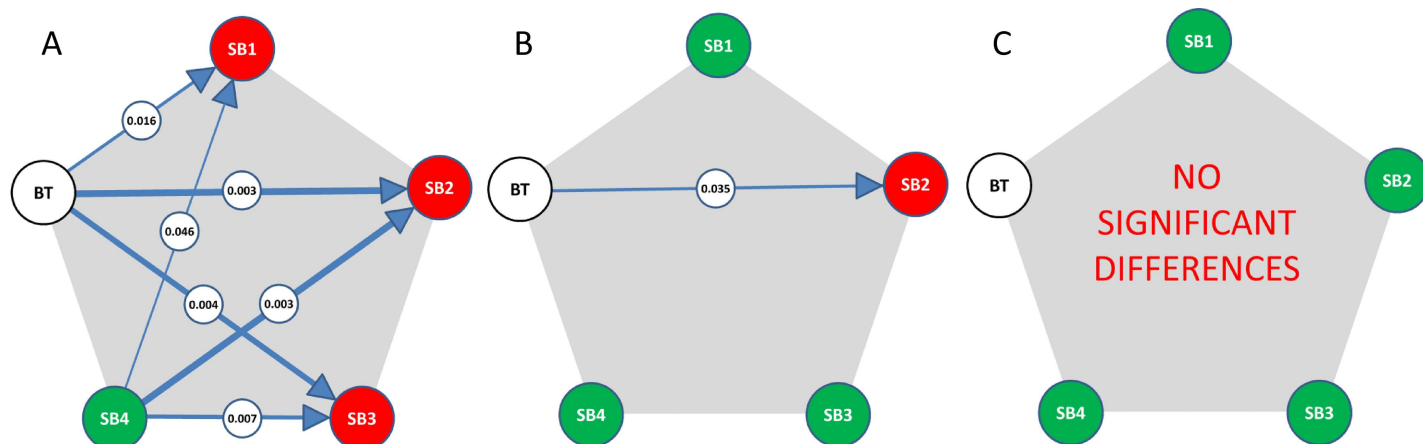 A
SB1
0.016
BT
0.003
SB2
0.046
0.004
0.003
SB4
0.007
SB3
B
SB1
BT
0.035
SB2
SB4
SB3
C
SB1
BT
NO
SIGNIFICANT
DIFFERENCES
SB2
SB4
SB3